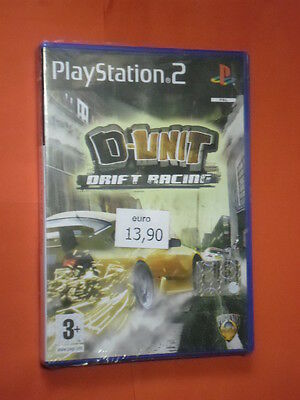 PlayStation®2
D-UNIT
DRIFT RACING
euro
13,90
3+